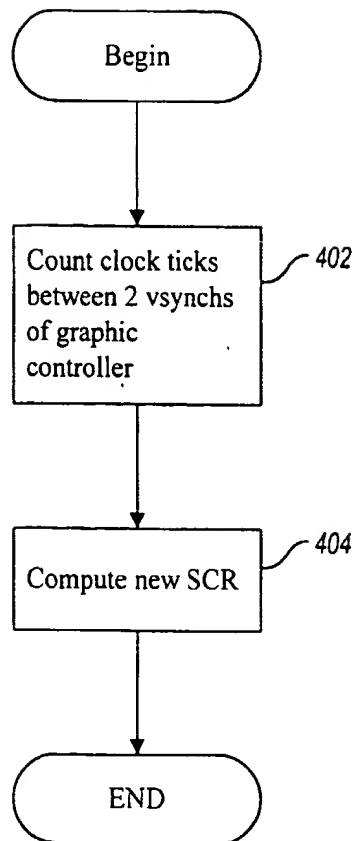 Begin
Count clock ticks
between 2 vsynchs
of graphic
controller
402
Compute new SCR
404
END